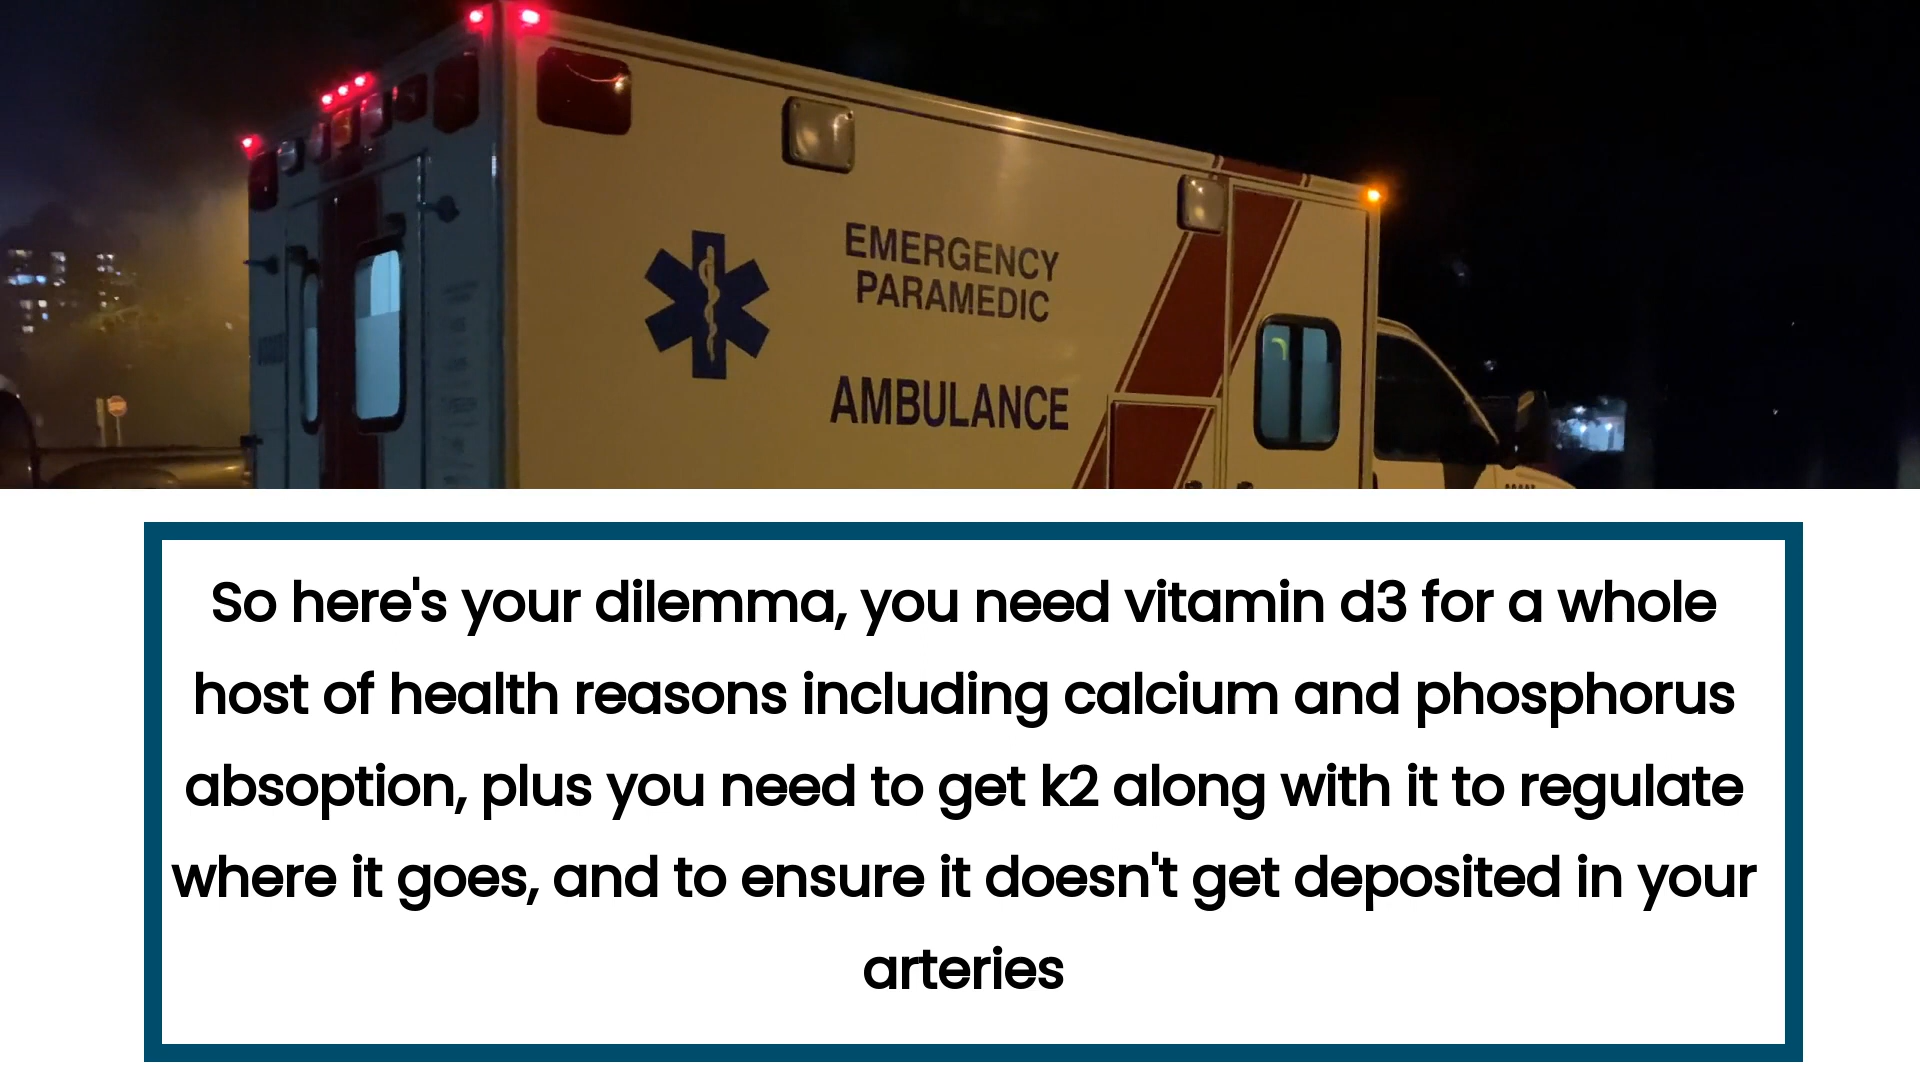 EMERGENCY
PARAMEDIC
AMBULANCE
So here's your dilemma, you need vitamin d3 for a whole
host of health reasons including calcium and phosphorus
absoption, plus you need to get k2 along with it to regulate
where it goes, and to ensure it doesn't get deposited in your
arteries